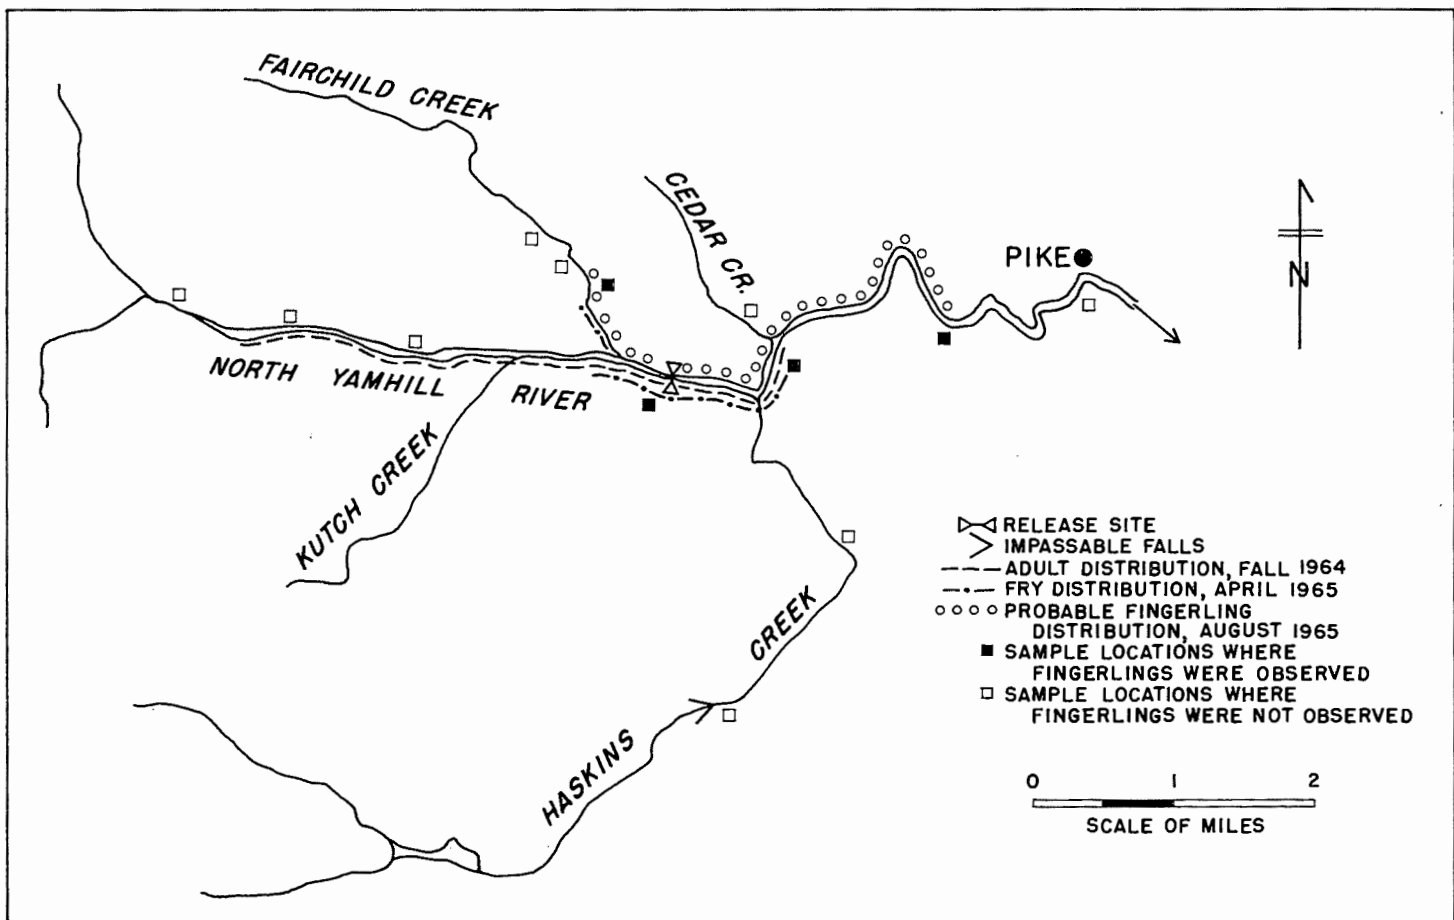 FAIRCHILD CREEK
CEDAR CR.
PIKE
N
NORTH YAMHILL RIVER
KUTCH CREEK
HASKINS CREEK
RELEASE SITE
IMPASSABLE FALLS
ADULT DISTRIBUTION, FALL 1964
FRY DISTRIBUTION, APRIL 1965
PROBABLE FINGERLING
DISTRIBUTION, AUGUST 1965
SAMPLE LOCATIONS WHERE
FINGERLINGS WERE OBSERVED
SAMPLE LOCATIONS WHERE
FINGERLINGS WERE NOT OBSERVED
0 1 2
SCALE OF MILES